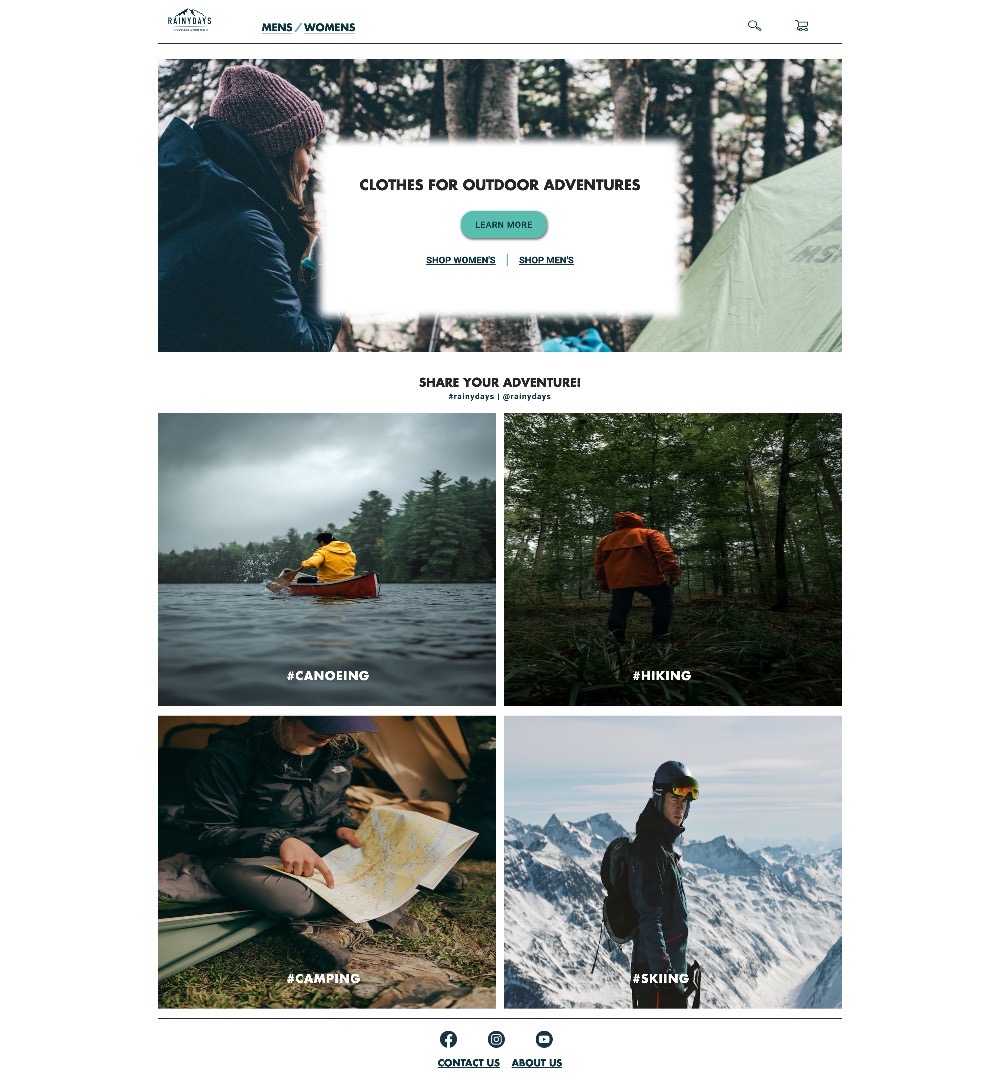 RAINYDAYS
MENS / WOMENS
CLOTHES FOR OUTDOOR ADVENTURES
LEARN MORE
SHOP WOMEN'S | SHOP MEN'S
SHARE YOUR ADVENTURE!
#rainydays | @rainydays
#CANOEING
#HIKING
#CAMPING
#SKIING
CONTACT US ABOUT US